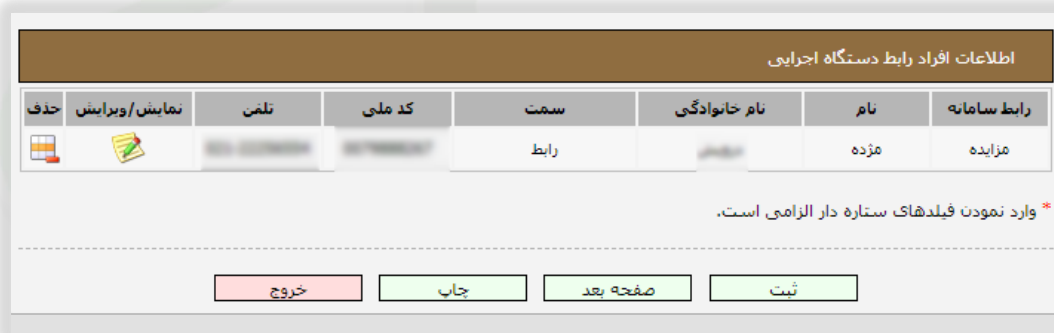 اطلاعات افراد رابط دستگاه اجرایی
رابط سامانه نام نام خانوادگی سمت کد ملی تلفن نمایش/ویرایش حذف
مزایده مژده رابط
* وارد نمودن فیلدهای ستاره دار الزامی است.
ثبت صفحه بعد چاپ خروج